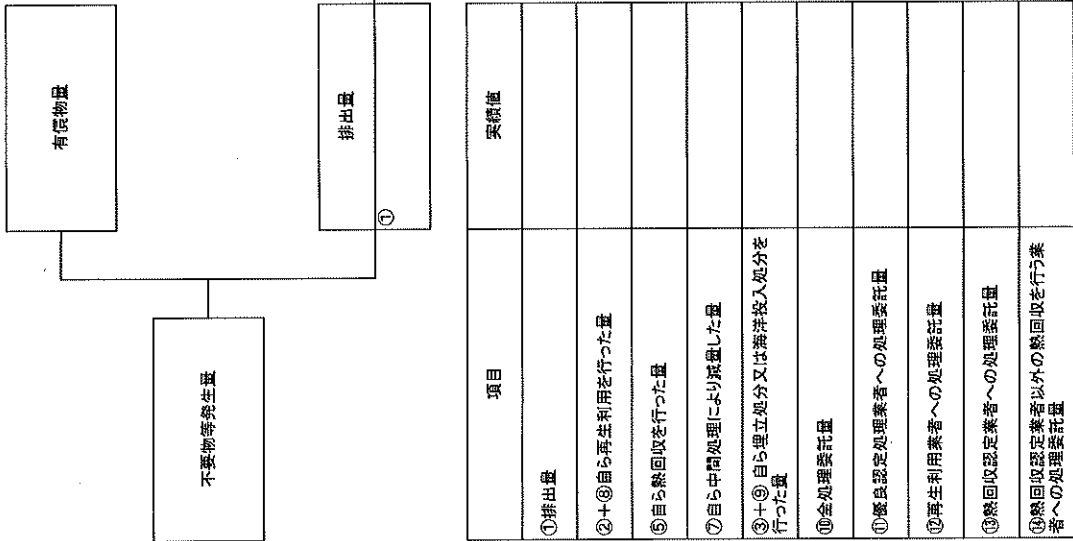 不要物等発生量
有償物量
排出量
①
項目
実績値
①排出量
②+⑧自ら再生利用を行った量
⑤自ら熱回収を行った量
⑦自ら中間処理により減量した量
③+⑨ 自ら埋立処分又は海洋投入処分を
行った量
⑩全処理委託量
⑪優良認定処理業者への処理委託量
⑫再生利用業者への処理委託量
⑬熱回収認定業者への処理委託量
⑭熱回収認定業者以外の熱回収を行う業
者への処理委託量